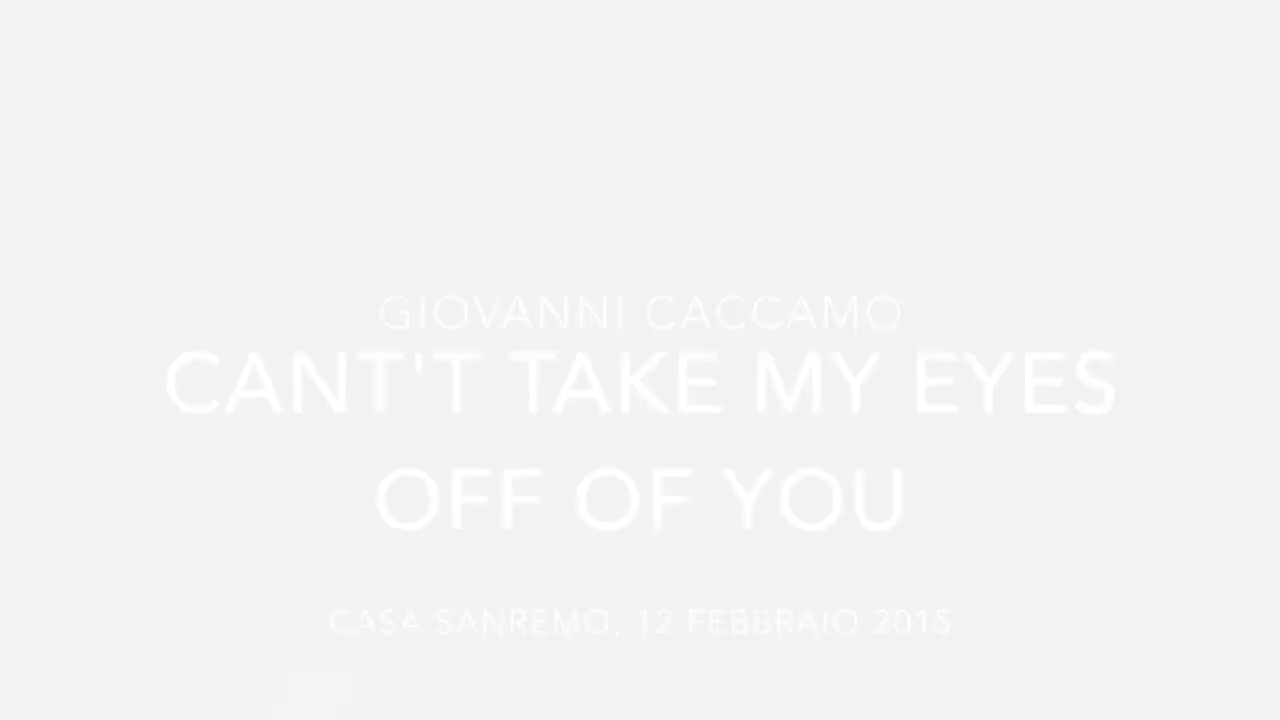 GIOVANNI CACCAMO
CANT'T TAKE MY EYES
OFF OF YOU
CASA SANREMO, 12 FEBBRAIO 2015